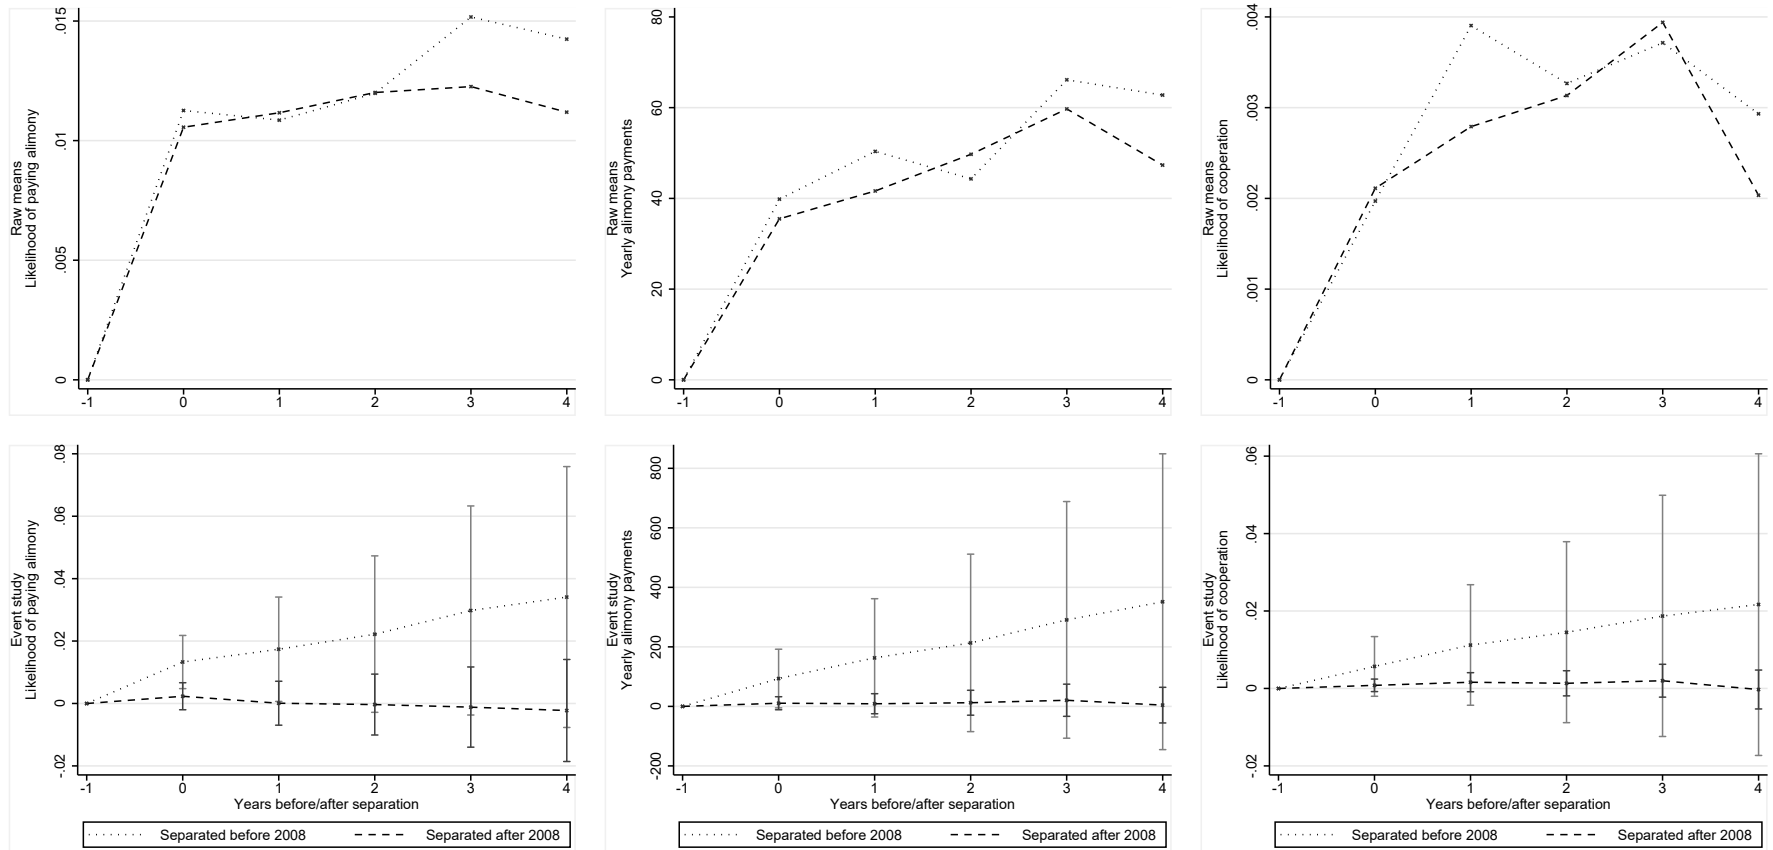 Raw means
Likelihood of paying alimony
.015
.01
.005
0
-1 0 1 2 3 4
Raw means
Yearly alimony payments
80
60
40
20
0
-1 0 1 2 3 4
Raw means
Likelihood of cooperation
.004
.003
.002
.001
0
-1 0 1 2 3 4
Event study
Likelihood of paying alimony
.08
.06
.04
.02
0
-.02
-1 0 1 2 3 4
Years before/after separation
Separated before 2008 Separated after 2008
Event study
Yearly alimony payments
800
600
400
200
0
-200
-1 0 1 2 3 4
Years before/after separation
Separated before 2008 Separated after 2008
Event study
Likelihood of cooperation
.06
.04
.02
0
-.02
-1 0 1 2 3 4
Years before/after separation
Separated before 2008 Separated after 2008